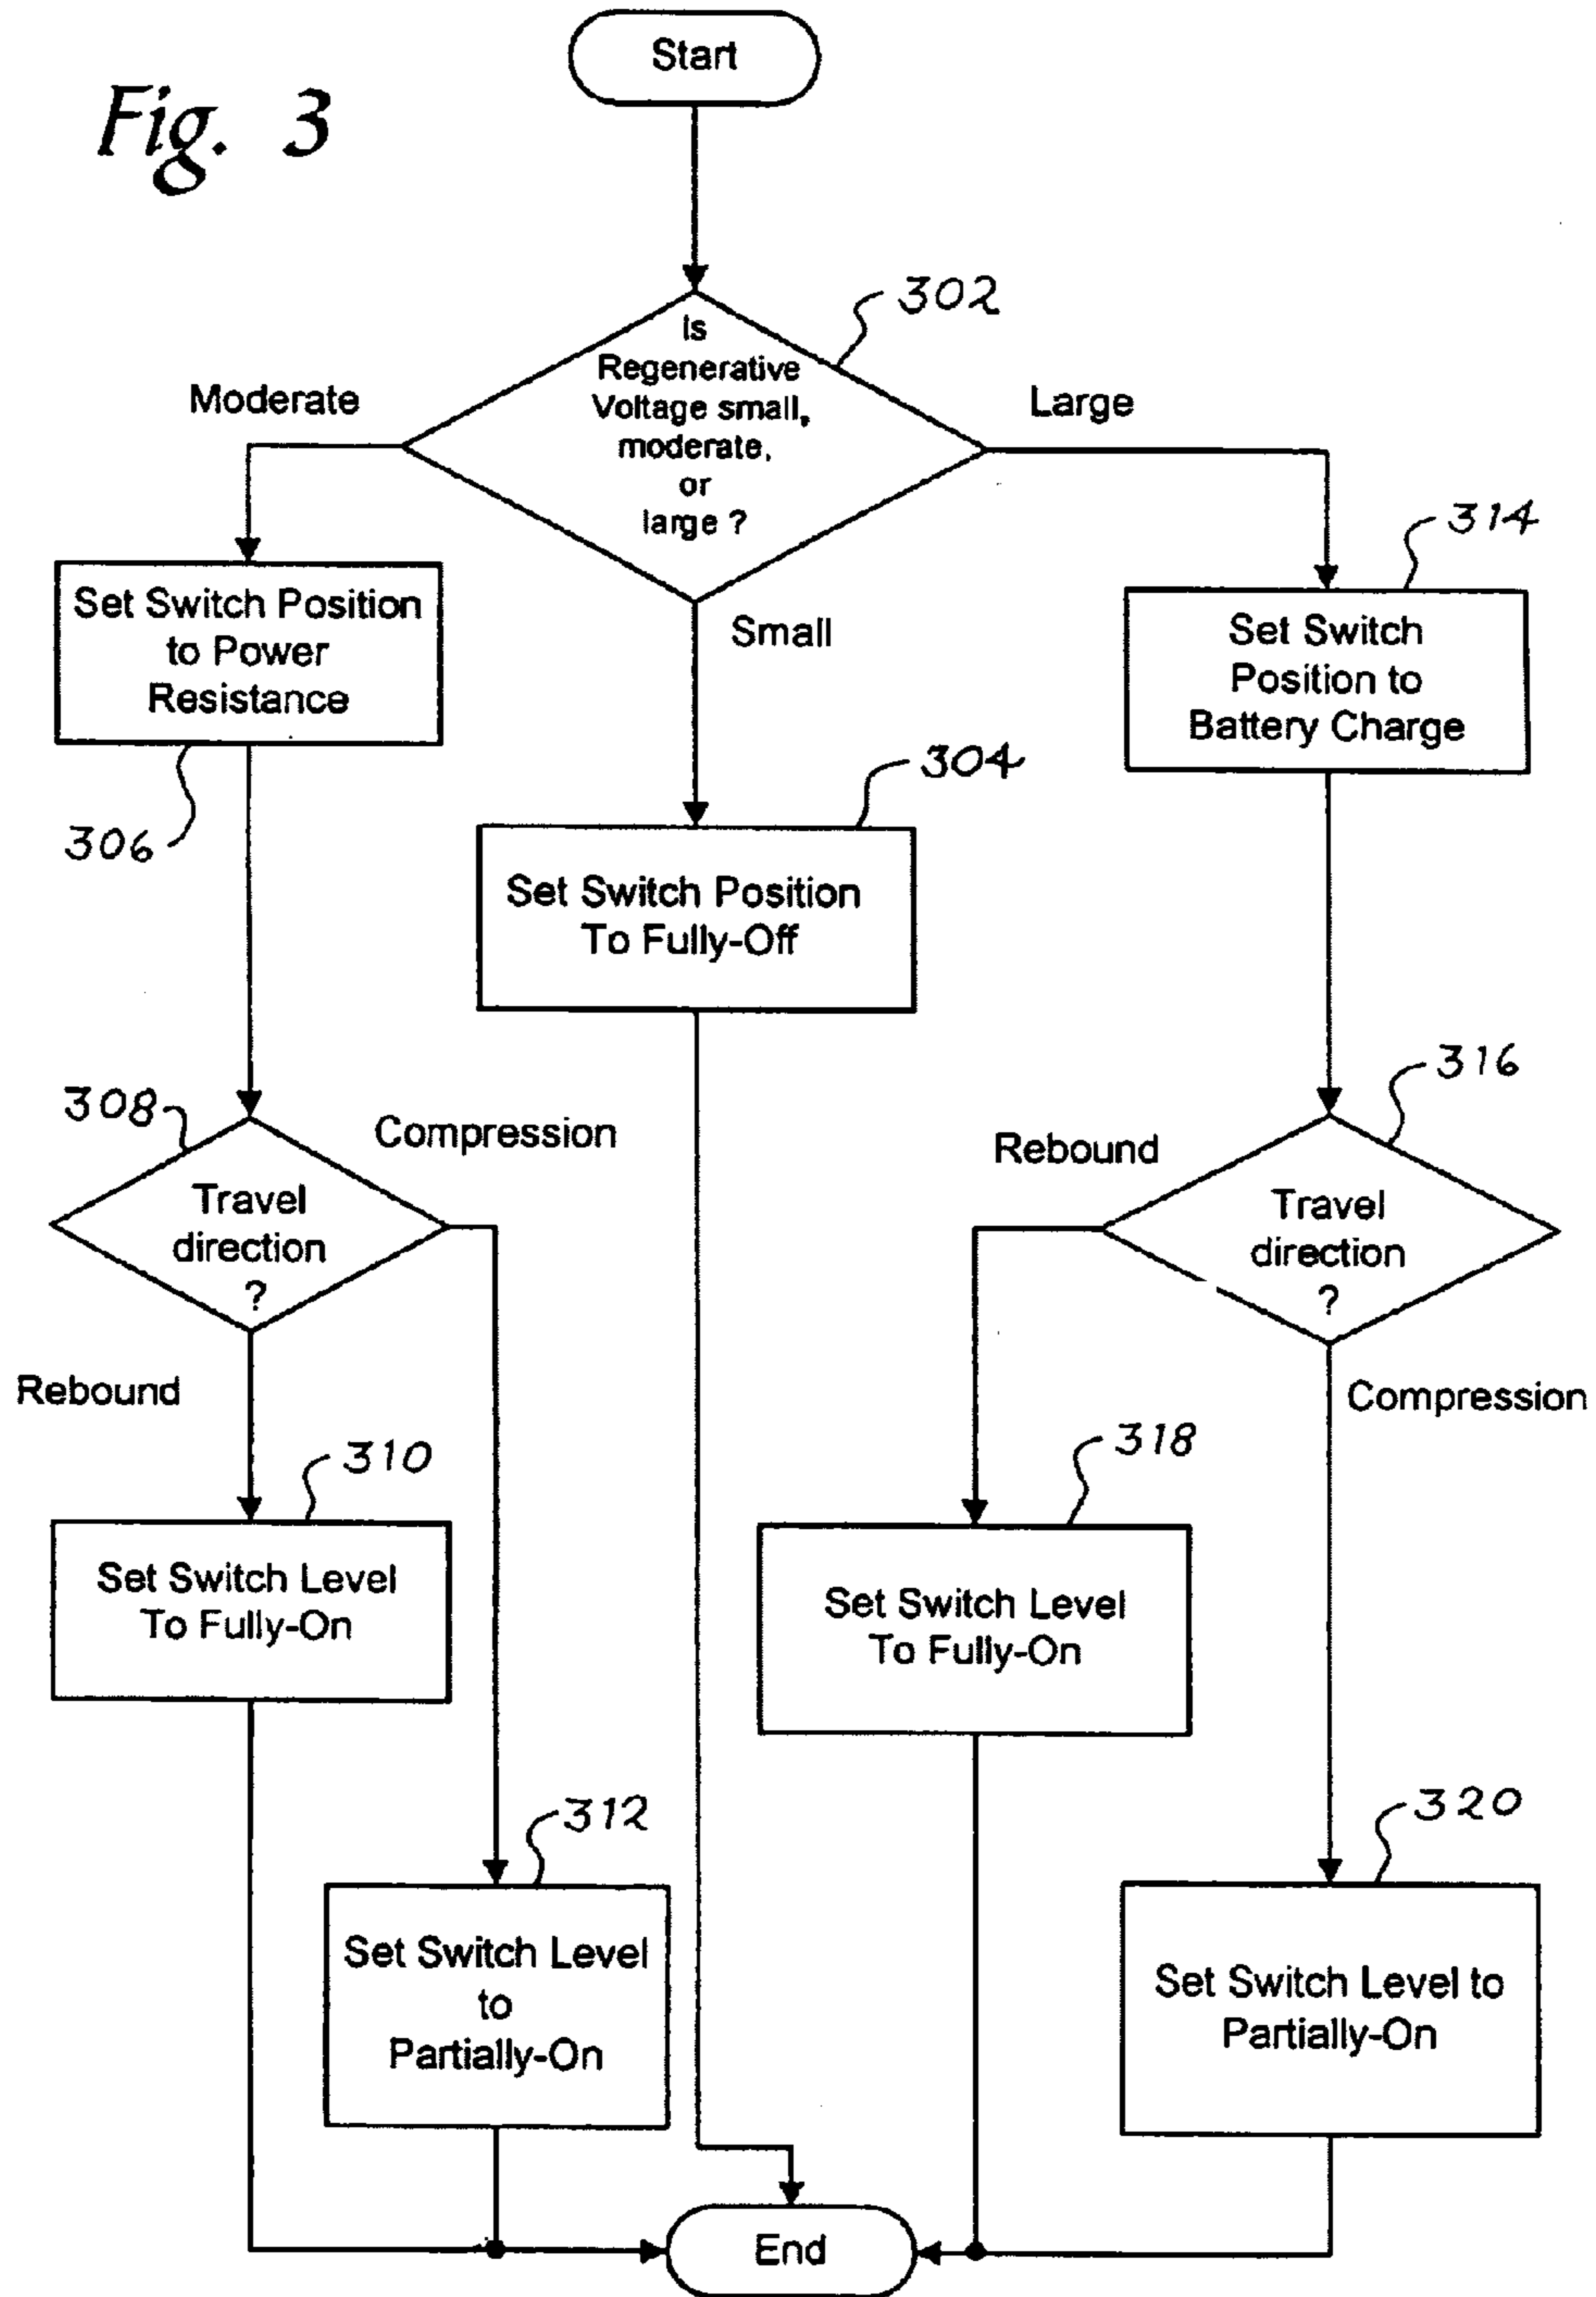 Fig. 3
Start
302
Is
Regenerative
Voltage small,
moderate,
or
large ?
Moderate
Large
Small
Set Switch Position
to Power
Resistance
306
314
Set Switch
Position to
Battery Charge
304
Set Switch Position
To Fully-Off
308
Compression
Travel
direction
?
Rebound
316
Rebound
Travel
direction
?
Compression
310
Set Switch Level
To Fully-On
318
Set Switch Level
To Fully-On
312
Set Switch Level
to
Partially-On
320
Set Switch Level to
Partially-On
End